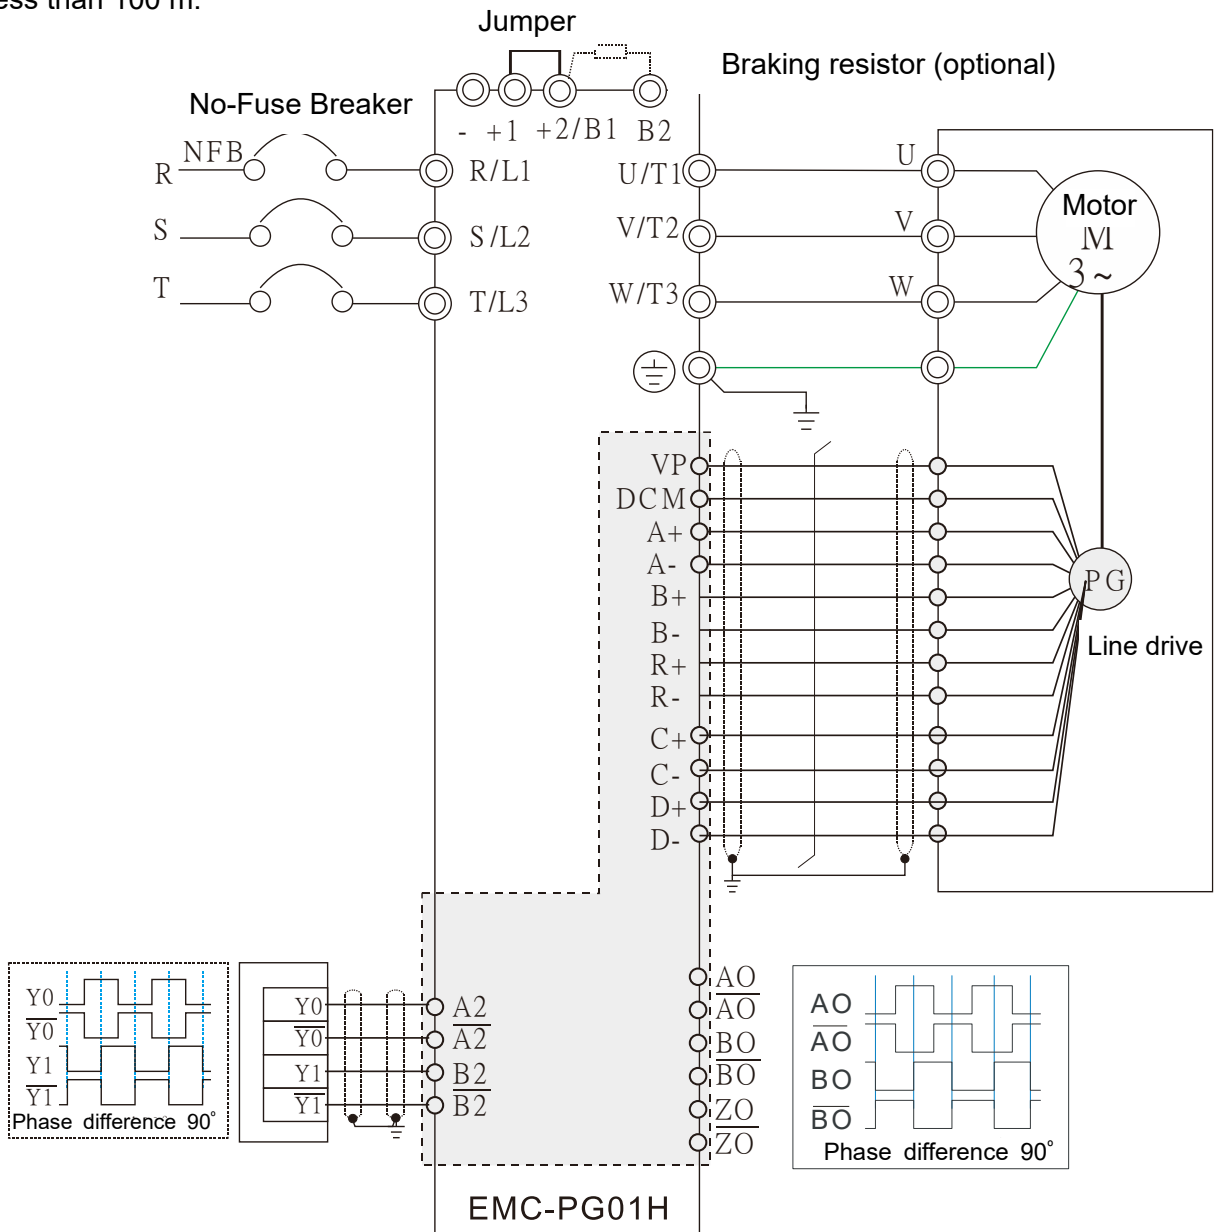 ess than 100 m.
Jumper
Braking resistor (optional)
No-Fuse Breaker
- +1 +2/B1 B2
NFB
R
R/L1
U/T1
U
S
S/L2
V/T2
V
T
T/L3
W/T3
W
Motor
M
3 ~
VP
DCM
A+
A-
B+
B-
R+
R-
C+
C-
D+
D-
PG
Line drive
Y0
Y0
Y1
Y1
Phase difference 90°
Y0
Y0
Y1
Y1
A2
A2
B2
B2
AO
AO
BO
BO
ZO
ZO
AO
AO
BO
BO
Phase difference 90°
EMC-PG01H